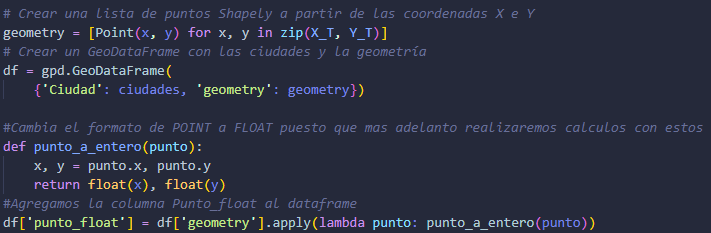 # Crear una lista de puntos Shapely a partir de las coordenadas X e Y
geometry = [Point(x, y) for x, y in zip(X_T, Y_T)]
# Crear un GeoDataFrame con las ciudades y la geometría
df = gpd.GeoDataFrame(
    {'Ciudad': ciudades, 'geometry': geometry})

#Cambia el formato de POINT a FLOAT puesto que mas adelanto realizaremos calculos con estos
def punto_a_entero(punto):
    x, y = punto.x, punto.y
    return float(x), float(y)
#Agregamos la columna Punto_float al dataframe
df['punto_float'] = df['geometry'].apply(lambda punto: punto_a_entero(punto))